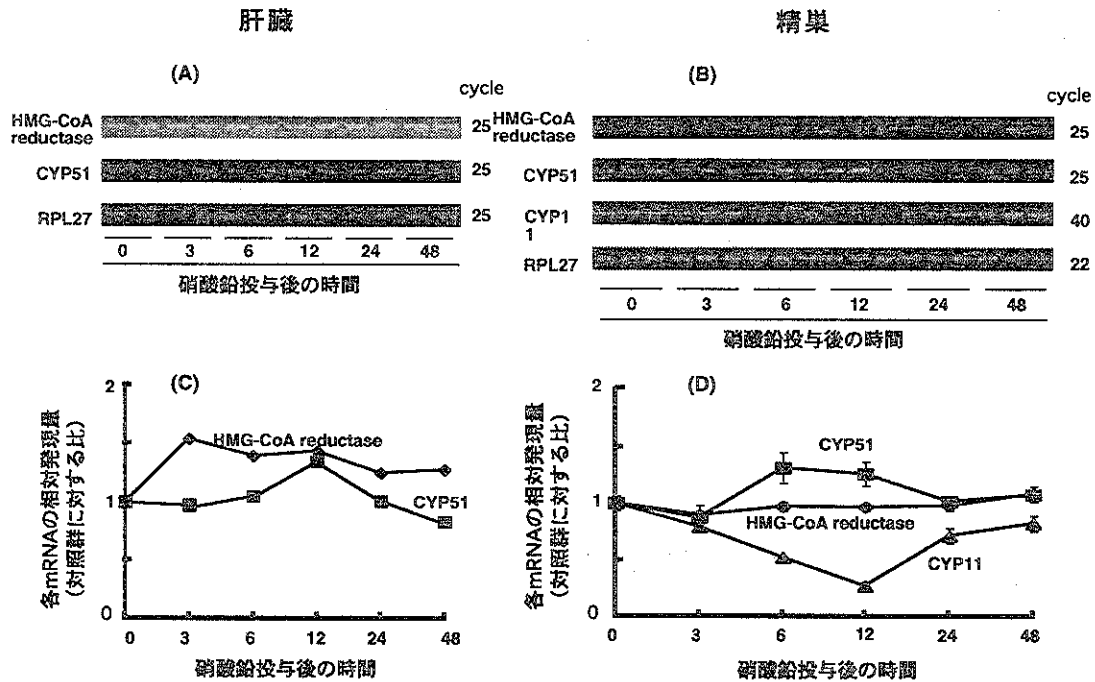 肝臓
精巣
(A)
cycle
HMG-CoA
reductase
25
CYP51
25
RPL27
25
0 3 6 12 24 48
硝酸鉛投与後の時間
(B)
cycle
HMG-CoA
reductase
25
CYP51
25
CYP1
1
40
RPL27
22
0 3 6 12 24 48
硝酸鉛投与後の時間
(C)
各mRNAの相対発現量
(対照群に対する比)
2
1
0
HMG-CoA reductase
CYP51
0 3 6 12 24 48
硝酸鉛投与後の時間
(D)
各mRNAの相対発現量
(対照群に対する比)
2
1
0
CYP51
HMG-CoA reductase
CYP11
0 3 6 12 24 48
硝酸鉛投与後の時間